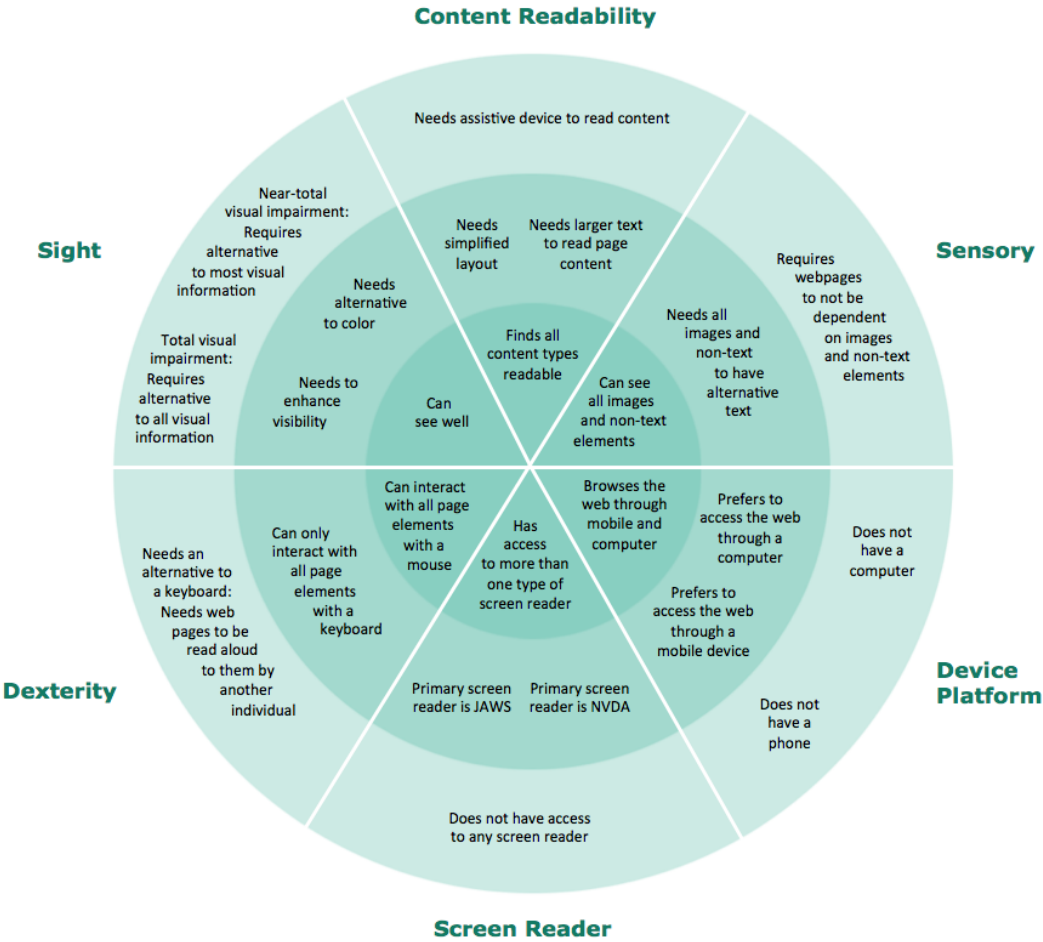 Content Readability
Needs assistive device to read content
Needs
simplified
layout
Needs larger text
to read page
content
Finds all
content types
readable
Sensory
Requires
webpages
to not be
dependent
on images
and non-text
elements
Needs all
images and
non-text
to have
alternative
text
Can see
all images
and non-text
elements
Device
Platform
Does not
have a
computer
Does not
have a
phone
Prefers to
access the web
through a
computer
Prefers to
access the web
through a
mobile device
Browses the
web through
mobile and
computer
Screen Reader
Does not have access
to any screen reader
Primary screen
reader is JAWS
Primary screen
reader is NVDA
Has
access
to more than
one type of
screen reader
Dexterity
Needs an
alternative to
a keyboard:
Needs web
pages to be
read aloud
to them by
another
individual
Can only
interact with
all page
elements
with a
keyboard
Can interact
with all page
elements
with a
mouse
Sight
Near-total
visual impairment:
Requires
alternative
to most visual
information
Total visual
impairment:
Requires
alternative
to all visual
information
Needs
alternative
to color
Needs to
enhance
visibility
Can
see well